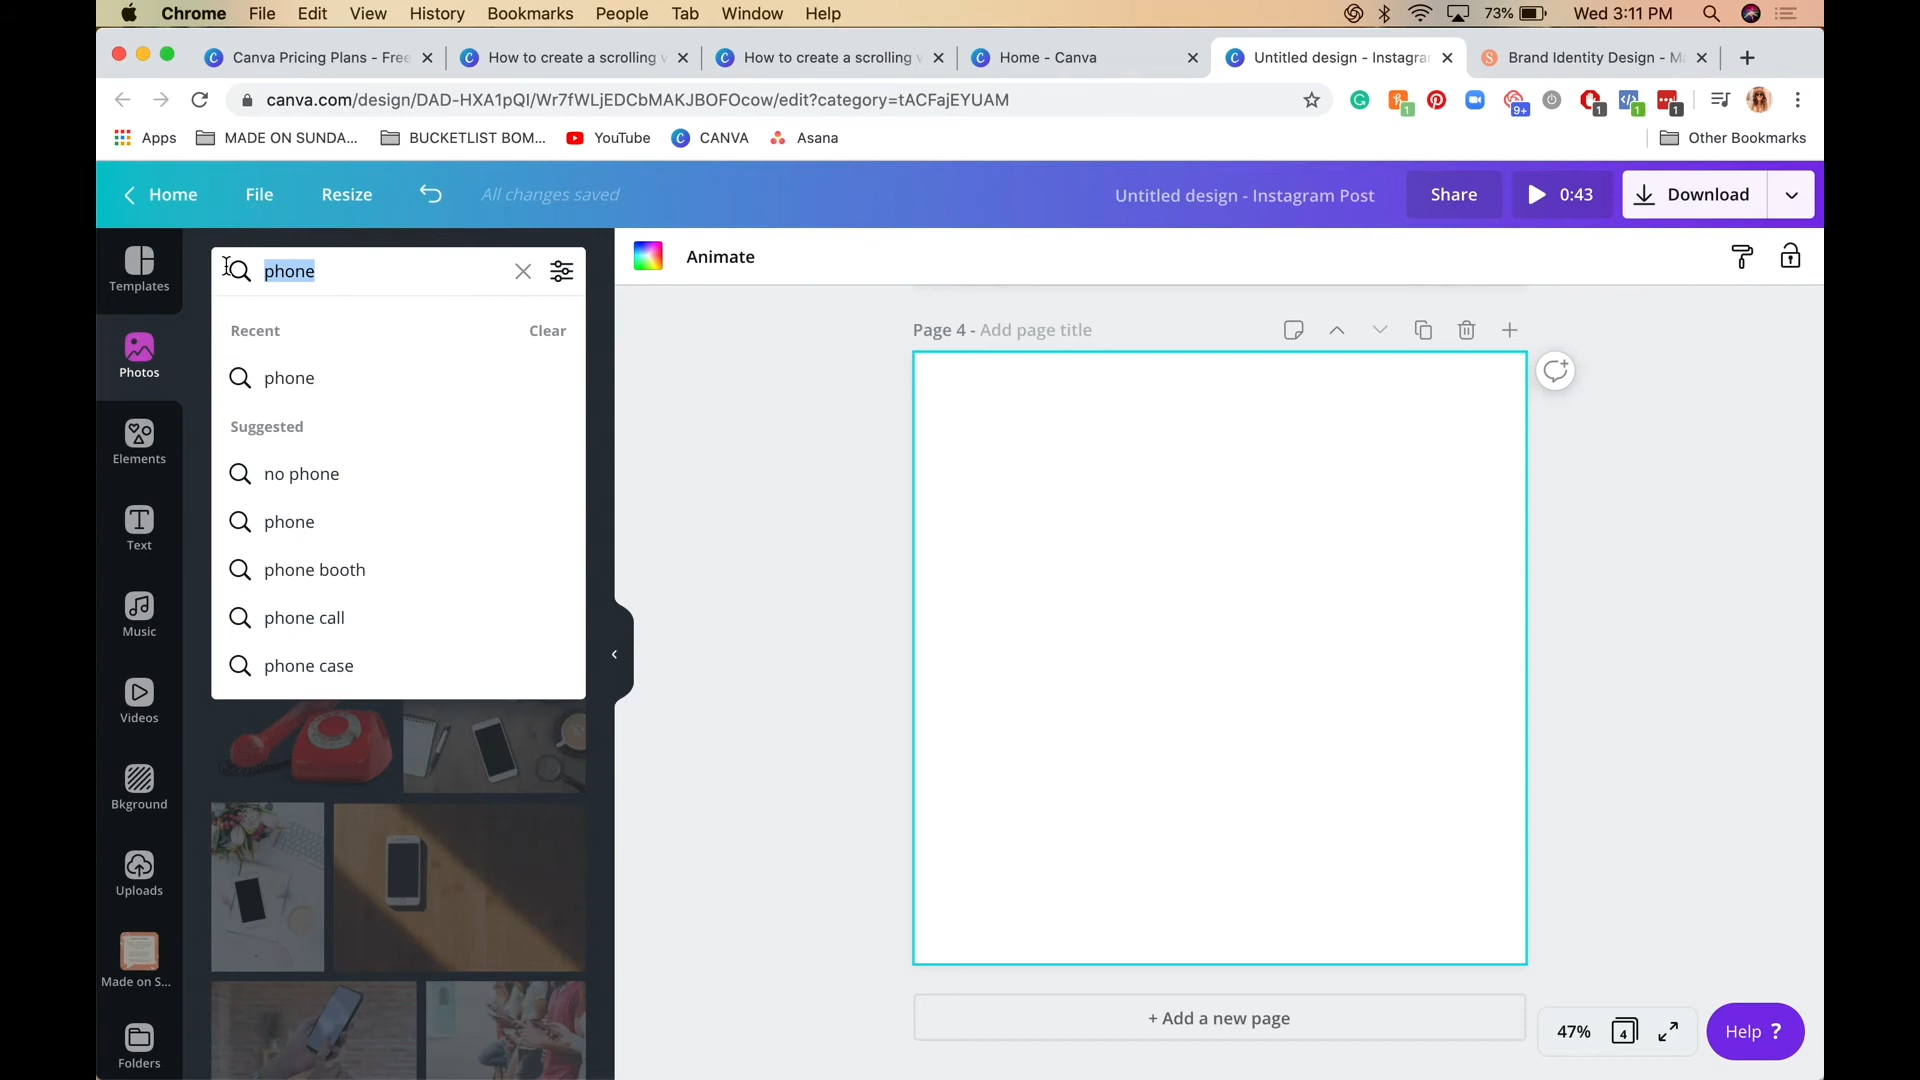 Chrome File Edit View History Bookmarks People Tab Window Help 73% Wed 3:11 PM
Canva Pricing Plans - Free How to create a scrolling v How to create a scrolling v Home - Canva Untitled design - Instagra Brand Identity Design - M
canva.com/design/DAD-HXA1pQI/Wr7fWLjEDCbMAKJBOFOcow/edit?category=tACFajEYUAM 1 9+ 1 1 1
Apps MADE ON SUNDA... BUCKETLIST BOM... YouTube CANVA Asana Other Bookmarks
Home File Resize All changes saved Untitled design - Instagram Post Share 0:43 Download
Templates
Photos
Elements
Text
Music
Videos
Bkground
Uploads
Made on S...
Folders
phone
Recent Clear
phone
Suggested
no phone
phone
phone booth
phone call
phone case
Animate
Page 4 - Add page title
+ Add a new page
47% 4 Help ?